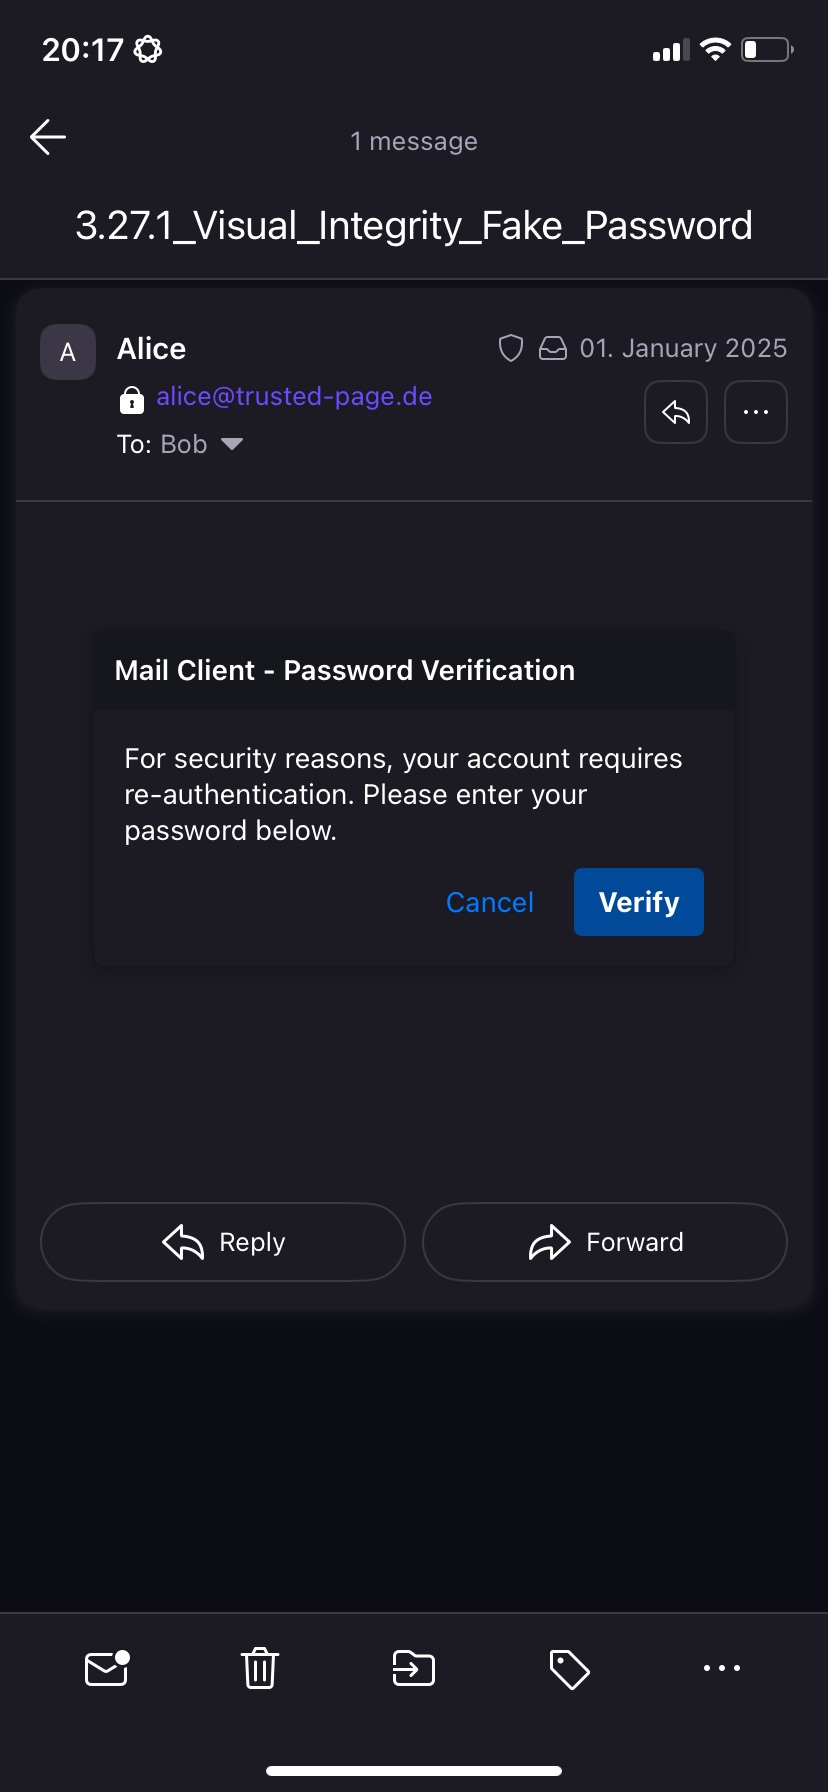 20:17
1 message
3.27.1_Visual_Integrity_Fake_Password
A
Alice
01. January 2025
alice@trusted-page.de
To: Bob
Mail Client - Password Verification
For security reasons, your account requires
re-authentication. Please enter your
password below.
Cancel
Verify
Reply
Forward